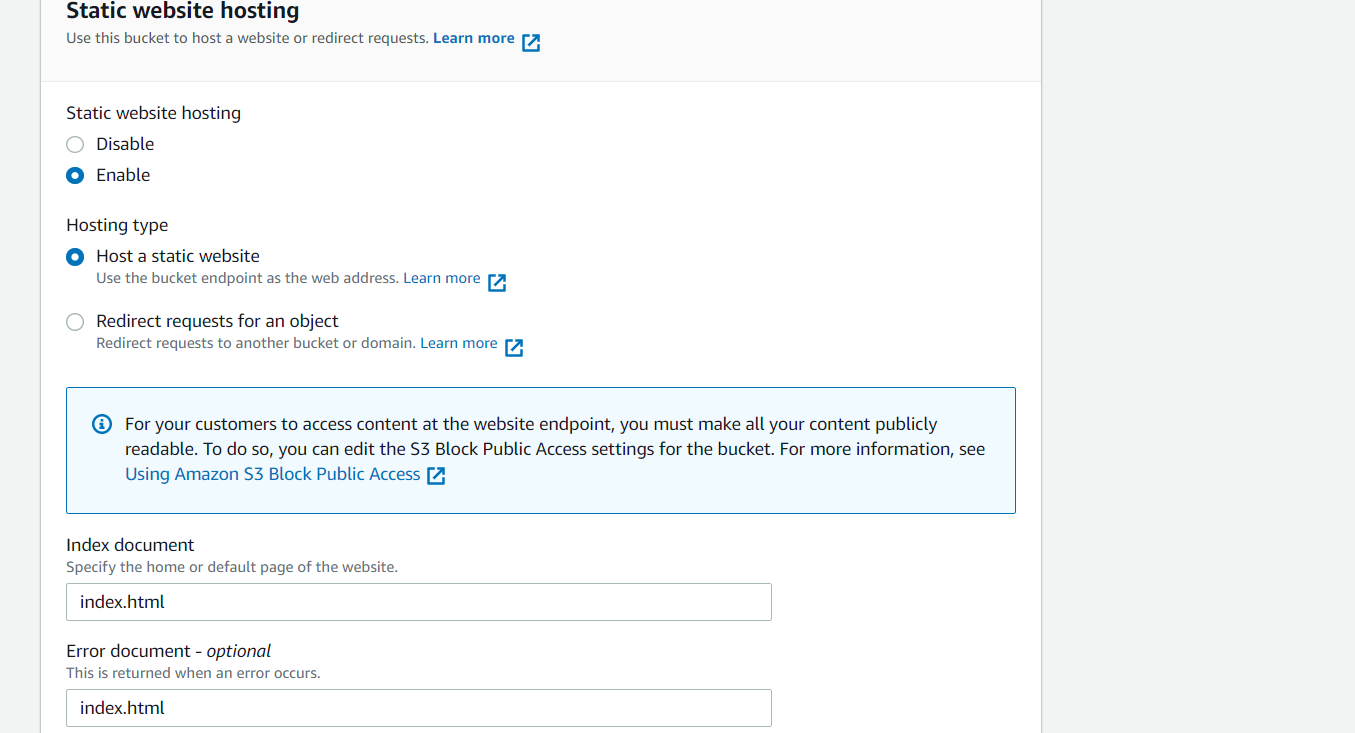 Static website hosting
Use this bucket to host a website or redirect requests. Learn more
Static website hosting
Disable
Enable
Hosting type
Host a static website
Use the bucket endpoint as the web address. Learn more
Redirect requests for an object
Redirect requests to another bucket or domain. Learn more
For your customers to access content at the website endpoint, you must make all your content publicly
readable. To do so, you can edit the S3 Block Public Access settings for the bucket. For more information, see
Using Amazon S3 Block Public Access
Index document
Specify the home or default page of the website.
index.html
Error document - optional
This is returned when an error occurs.
index.html